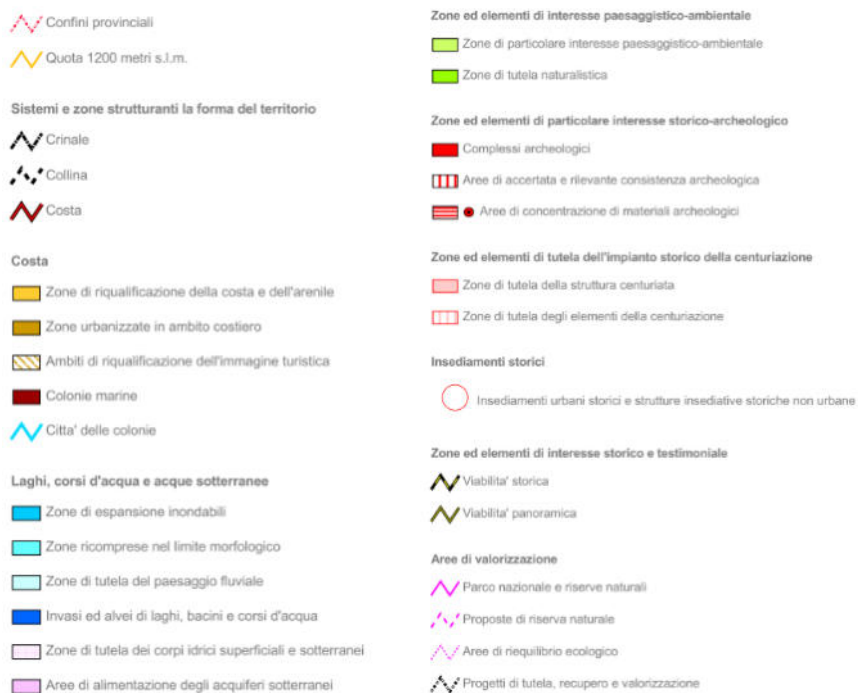 Confini provinciali
Quota 1200 metri s.l.m.
Sistemi e zone strutturanti la forma del territorio
Crinale
Collina
Costa
Costa
Zone di riqualificazione della costa e dell'arenile
Zone urbanizzate in ambito costiero
Ambiti di riqualificazione dell'immagine turistica
Colonie marine
Citta' delle colonie
Laghi, corsi d'acqua e acque sotterranee
Zone di espansione inondabili
Zone ricomprese nel limite morfologico
Zone di tutela del paesaggio fluviale
Invasi ed alvei di laghi, bacini e corsi d'acqua
Zone di tutela dei corpi idrici superficiali e sotterranei
Aree di alimentazione degli acquiferi sotterranei
Zone ed elementi di interesse paesaggistico-ambientale
Zone di particolare interesse paesaggistico-ambientale
Zone di tutela naturalistica
Zone ed elementi di particolare interesse storico-archeologico
Complessi archeologici
Aree di accertata e rilevante consistenza archeologica
Aree di concentrazione di materiali archeologici
Zone ed elementi di tutela dell'impianto storico della centuriazione
Zone di tutela della struttura centuriata
Zone di tutela degli elementi della centuriazione
Insediamenti storici
Insediamenti urbani storici e strutture insediative storiche non urbane
Zone ed elementi di interesse storico e testimoniale
Viabilita' storica
Viabilita' panoramica
Aree di valorizzazione
Parco nazionale e riserve naturali
Proposte di riserva naturale
Aree di riequilibrio ecologico
Progetti di tutela, recupero e valorizzazione